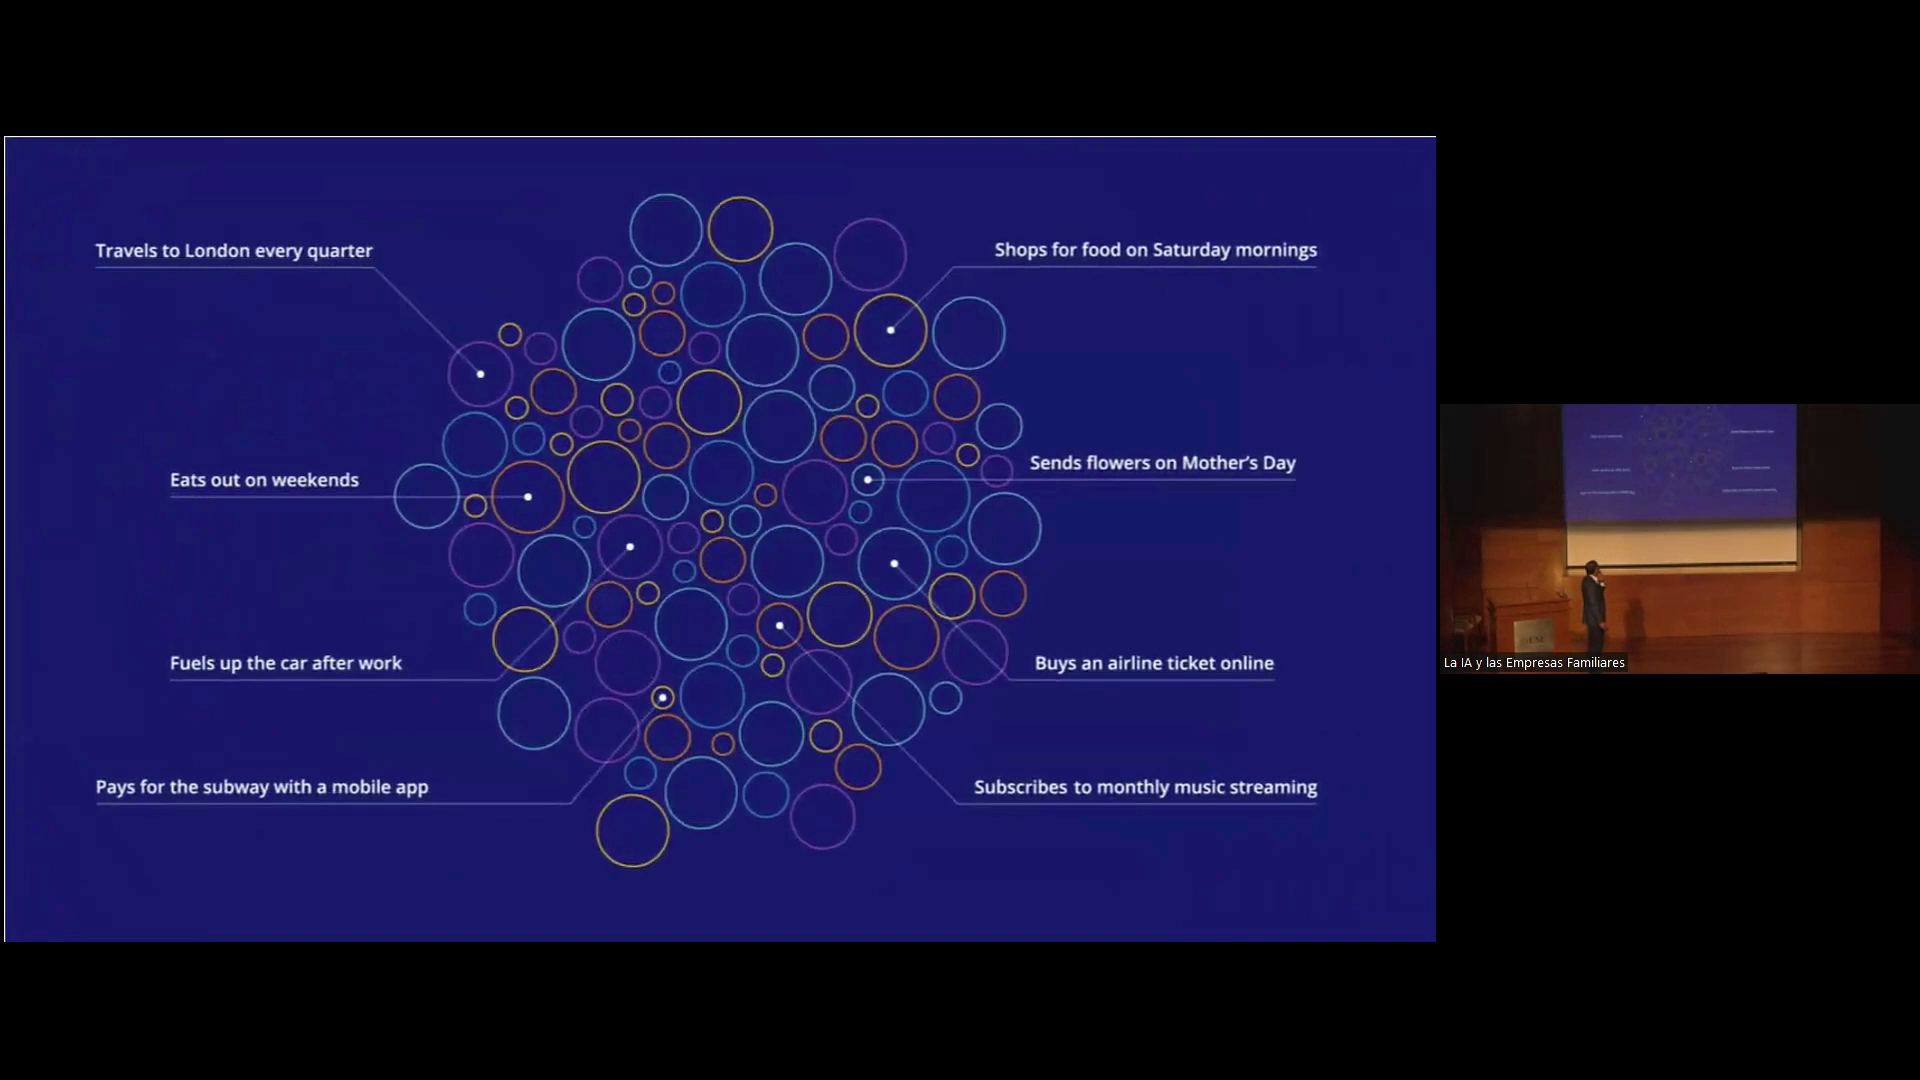 Travels to London every quarter
Shops for food on Saturday mornings
Eats out on weekends
Sends flowers on Mother’s Day
Fuels up the car after work
Buys an airline ticket online
Pays for the subway with a mobile app
Subscribes to monthly music streaming
La IA y las Empresas Familiares